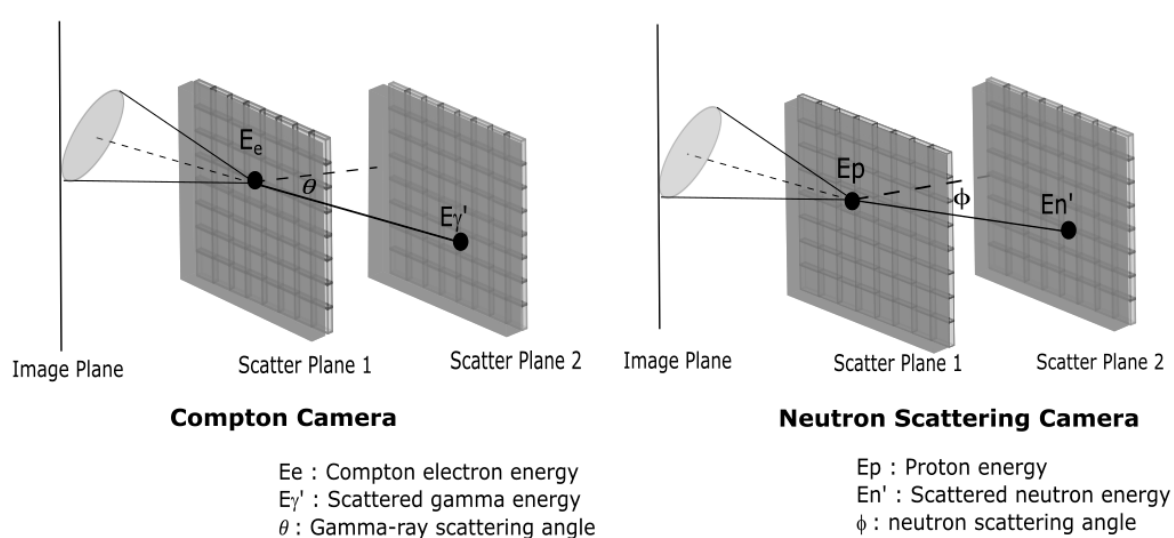 E_e
θ
Eγ'
Image Plane
Scatter Plane 1
Scatter Plane 2
Compton Camera
Ee : Compton electron energy
Eγ' : Scattered gamma energy
θ : Gamma-ray scattering angle
Ep
ϕ
En'
Image Plane
Scatter Plane 1
Scatter Plane 2
Neutron Scattering Camera
Ep : Proton energy
En' : Scattered neutron energy
ϕ : neutron scattering angle